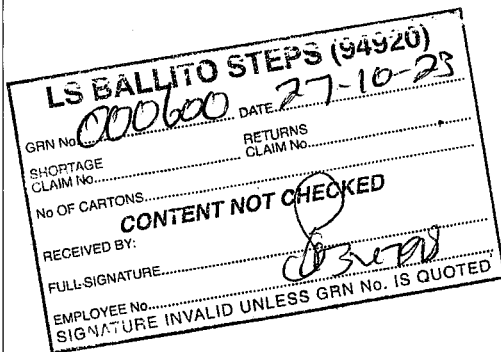 LS BALLITO STEPS (94920)
GRN No. 000600 DATE 27-10-23
SHORTAGE CLAIM No. RETURNS CLAIM No.
No OF CARTONS
CONTENT NOT CHECKED
RECEIVED BY:
FULL-SIGNATURE
EMPLOYEE No.
SIGNATURE INVALID UNLESS GRN No. IS QUOTED